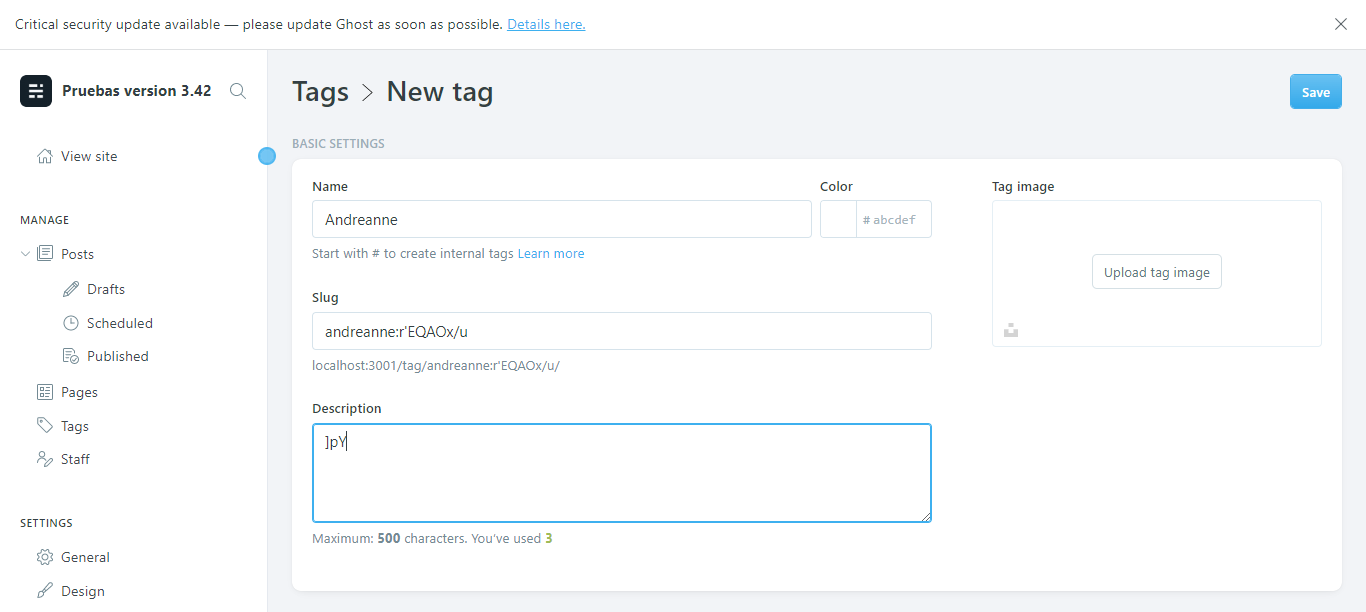 Critical security update available — please update Ghost as soon as possible. Details here.
Pruebas version 3.42
View site
MANAGE
Posts
Drafts
Scheduled
Published
Pages
Tags
Staff
SETTINGS
General
Design
Tags > New tag
Save
BASIC SETTINGS
Name
Andreanne
Start with # to create internal tags Learn more
Color
# abcdef
Slug
andreanne:r'EQAOx/u
localhost:3001/tag/andreanne:r'EQAOx/u/
Description
]pY
Maximum: 500 characters. You've used 3
Tag image
Upload tag image